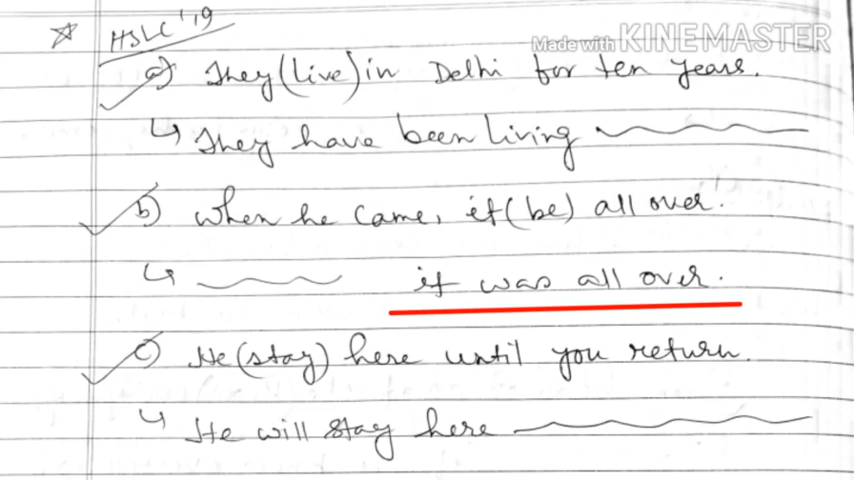 HSLC '19
Made with KINEMASTER
a) They (live) in Delhi for ten years.
They have been living
b) when he came, it (be) all over.
it was all over.
c) He (stay) here until you return.
He will stay here